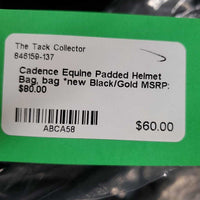 The Tack Collector
846159-137
Cadence Equine Padded Helmet
Bag, bag *new Black/Gold MSRP:
$80.00
ABCA58
$60.00